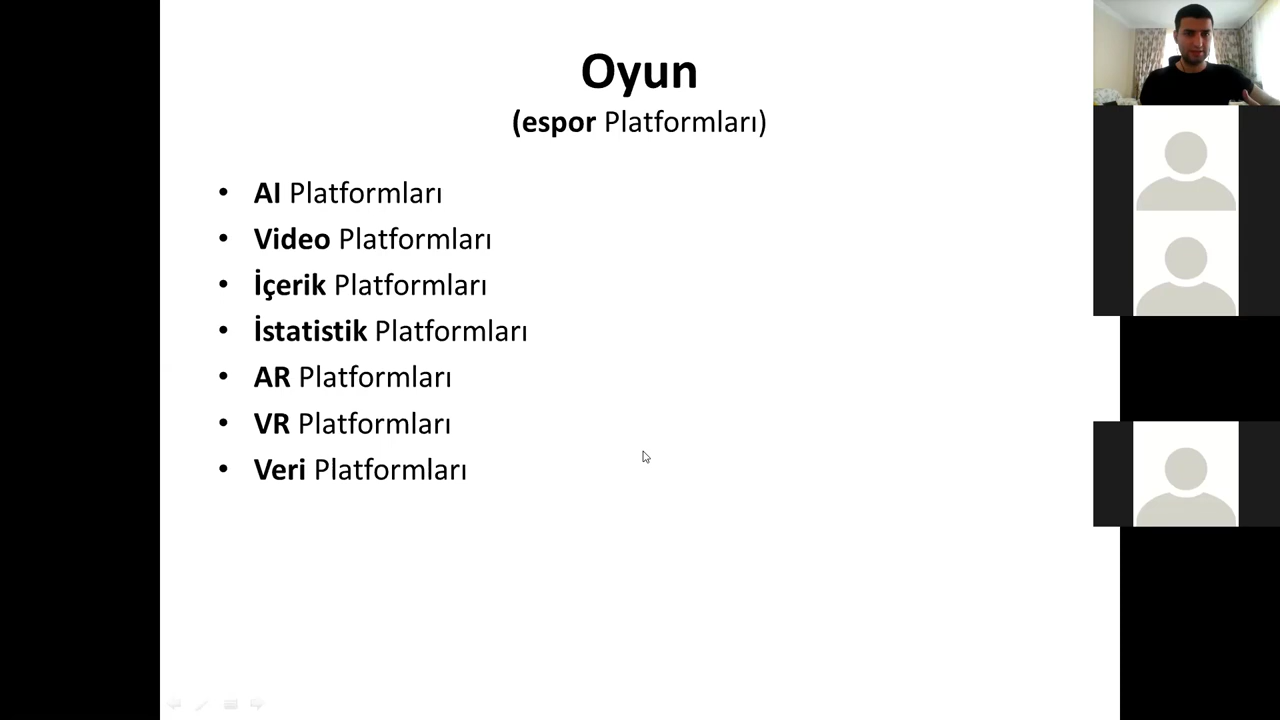 Oyun
(espor Platformları)
• AI Platformları
• Video Platformları
• İçerik Platformları
• İstatistik Platformları
• AR Platformları
• VR Platformları
• Veri Platformları